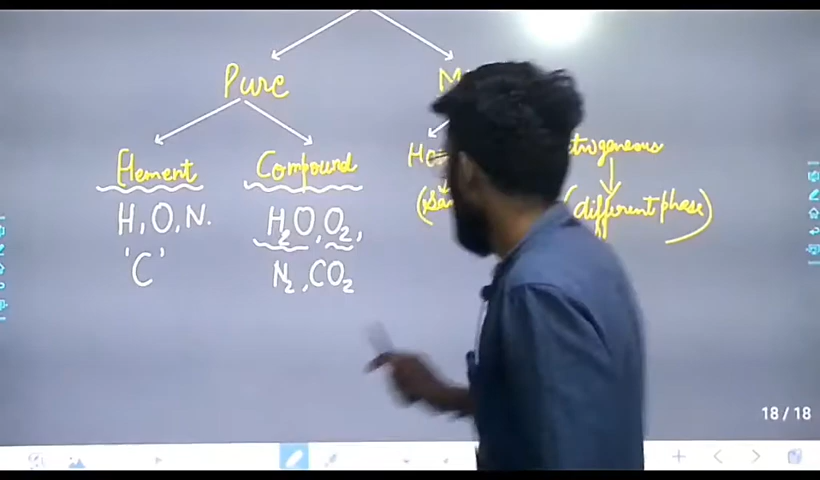 Pure
Element Compound
H, O, N. H2O, O2,
'C' N2, CO2
(different phase)
18/18